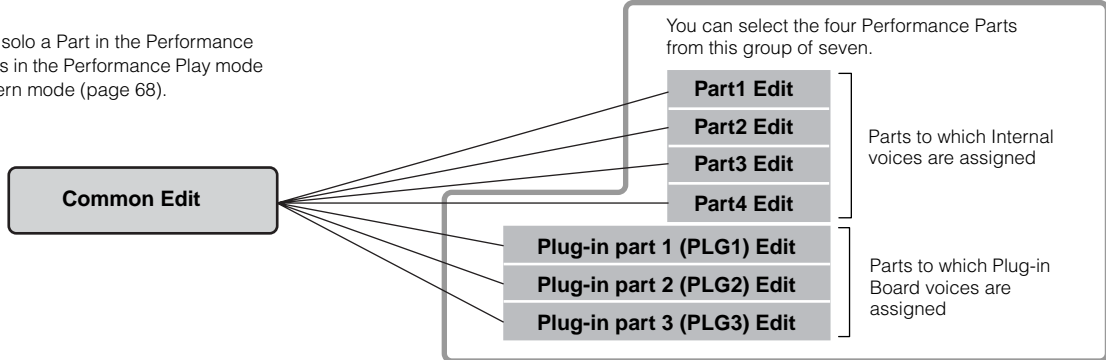 solo a Part in the Performance
s in the Performance Play mode
ern mode (page 68).
You can select the four Performance Parts
from this group of seven.
Common Edit
Part1 Edit
Part2 Edit
Part3 Edit
Part4 Edit
Parts to which Internal
voices are assigned
Plug-in part 1 (PLG1) Edit
Plug-in part 2 (PLG2) Edit
Plug-in part 3 (PLG3) Edit
Parts to which Plug-in
Board voices are
assigned